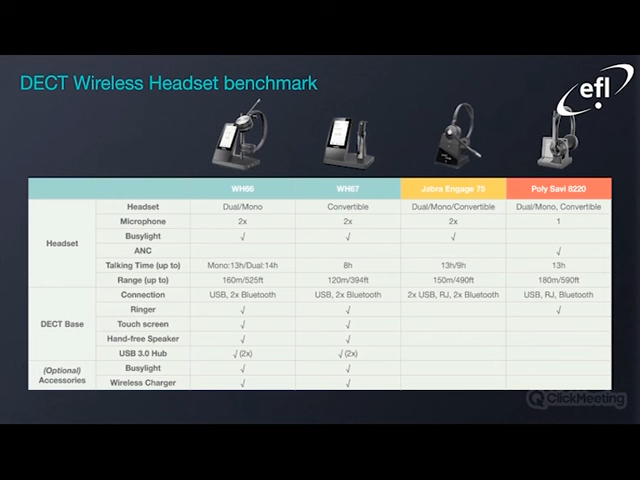 DECT Wireless Headset benchmark
efl
WH66 WH67 Jabra Engage 75 Poly Savi 8220
Headset
Headset Dual/Mono Convertible Dual/Mono/Convertible Dual/Mono, Convertible
Microphone 2x 2x 2x 1
Busylight √ √ √
ANC √
Talking Time (up to) Mono:13h/Dual:14h 8h 13h/9h 13h
Range (up to) 160m/525ft 120m/394ft 150m/490ft 180m/590ft
DECT Base
Connection USB, 2x Bluetooth USB, 2x Bluetooth 2x USB, RJ, 2x Bluetooth USB, RJ, Bluetooth
Ringer √ √ √
Touch screen √ √
Hand-free Speaker √ √
USB 3.0 Hub √ (2x) √ (2x)
(Optional)
Accessories
Busylight √ √
Wireless Charger √ √
ClickMeeting